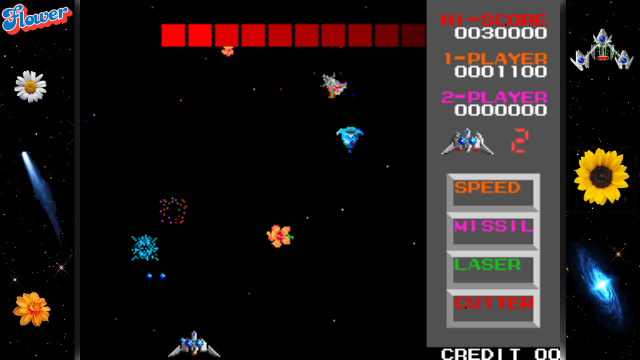 Flower
HI-SCORE
0030000
1-PLAYER
0001100
2-PLAYER
0000000
2
SPEED
MISSIL
LASER
CUTTER
CREDIT 00